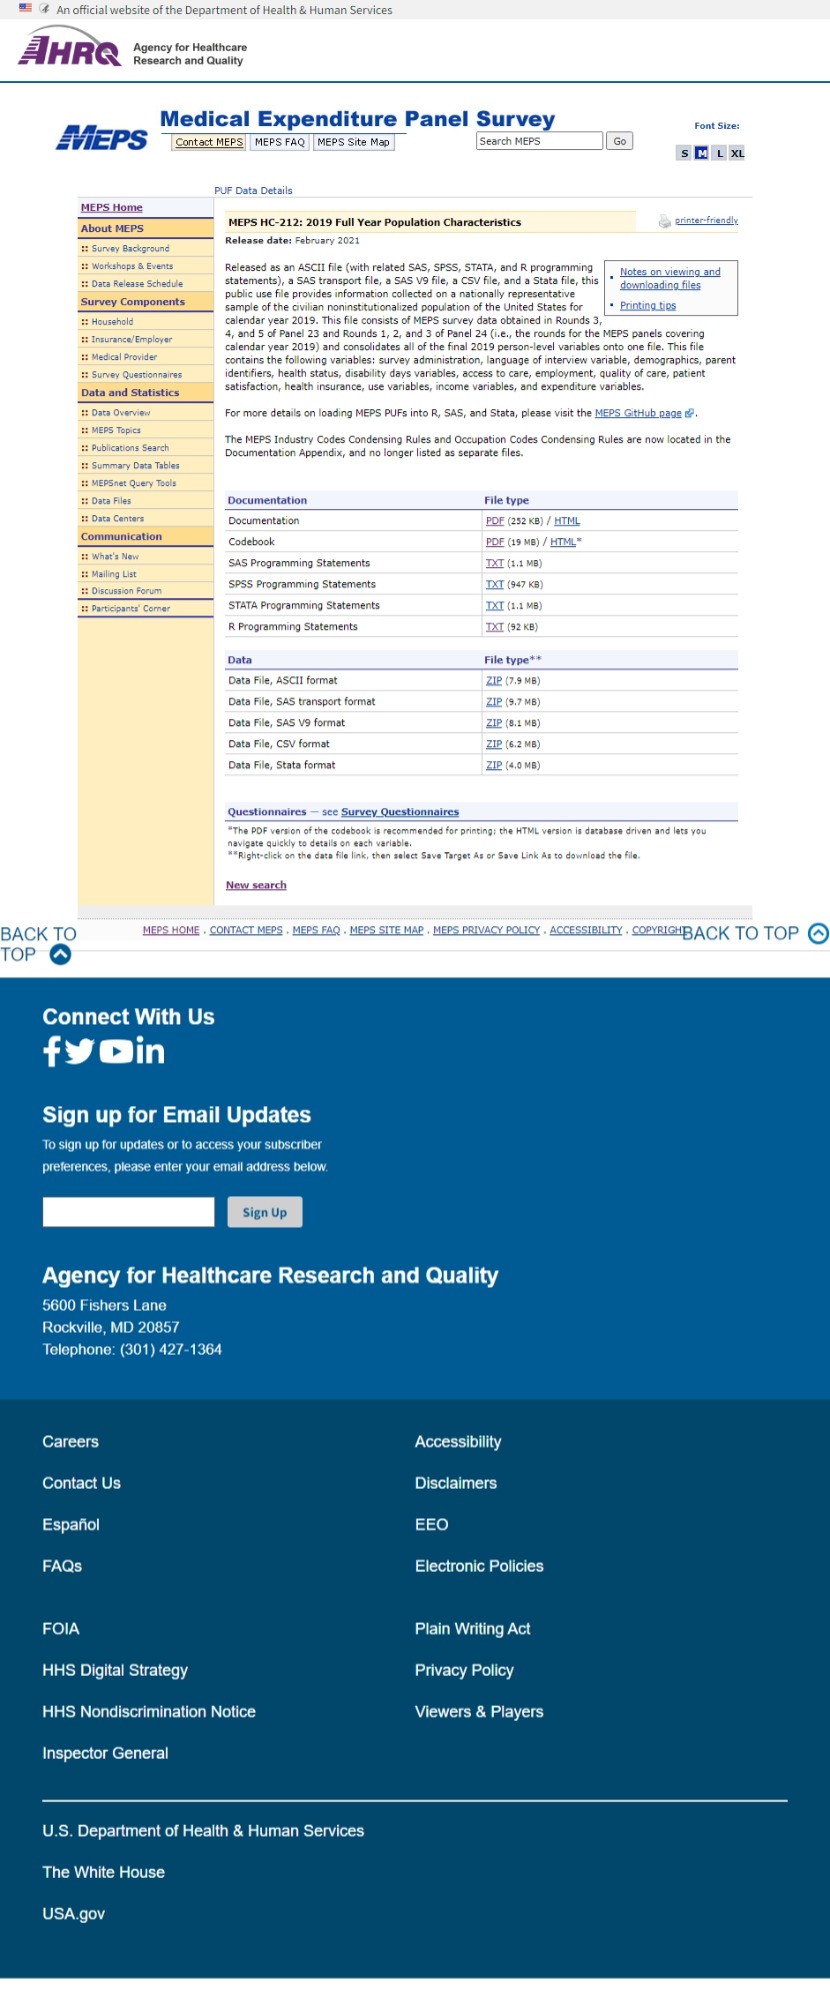 An official website of the Department of Health & Human Services
AHRQ
Agency for Healthcare
Research and Quality
MEPS
Medical Expenditure Panel Survey
Contact MEPS MEPS FAQ MEPS Site Map
Search MEPS Go
Font Size:
S M L XL
PUF Data Details
MEPS Home
About MEPS
:: Survey Background
:: Workshops & Events
:: Data Release Schedule
Survey Components
:: Household
:: Insurance/Employer
:: Medical Provider
:: Survey Questionnaires
Data and Statistics
:: Data Overview
:: MEPS Topics
:: Publications Search
:: Summary Data Tables
:: MEPSnet Query Tools
:: Data Files
:: Data Centers
Communication
:: What's New
:: Mailing List
:: Discussion Forum
:: Participants' Corner
MEPS HC-212: 2019 Full Year Population Characteristics
printer-friendly
Release date: February 2021
Notes on viewing and
downloading files
Printing tips
Released as an ASCII file (with related SAS, SPSS, STATA, and R programming
statements), a SAS transport file, a SAS V9 file, a CSV file, and a Stata file, this
public use file provides information collected on a nationally representative
sample of the civilian noninstitutionalized population of the United States for
calendar year 2019. This file consists of MEPS survey data obtained in Rounds 3,
4, and 5 of Panel 23 and Rounds 1, 2, and 3 of Panel 24 (i.e., the rounds for the MEPS panels covering
calendar year 2019) and consolidates all of the final 2019 person-level variables onto one file. This file
contains the following variables: survey administration, language of interview variable, demographics, parent
identifiers, health status, disability days variables, access to care, employment, quality of care, patient
satisfaction, health insurance, use variables, income variables, and expenditure variables.
For more details on loading MEPS PUFs into R, SAS, and Stata, please visit the MEPS GitHub page.
The MEPS Industry Codes Condensing Rules and Occupation Codes Condensing Rules are now located in the
Documentation Appendix, and no longer listed as separate files.
Documentation File type
Documentation PDF (252 KB) / HTML
Codebook PDF (19 MB) / HTML*
SAS Programming Statements TXT (1.1 MB)
SPSS Programming Statements TXT (947 KB)
STATA Programming Statements TXT (1.1 MB)
R Programming Statements TXT (92 KB)
Data File type**
Data File, ASCII format ZIP (7.9 MB)
Data File, SAS transport format ZIP (9.7 MB)
Data File, SAS V9 format ZIP (8.1 MB)
Data File, CSV format ZIP (6.2 MB)
Data File, Stata format ZIP (4.0 MB)
Questionnaires — see Survey Questionnaires
*The PDF version of the codebook is recommended for printing; the HTML version is database driven and lets you
navigate quickly to details on each variable.
**Right-click on the data file link, then select Save Target As or Save Link As to download the file.
New search
MEPS HOME . CONTACT MEPS . MEPS FAQ . MEPS SITE MAP . MEPS PRIVACY POLICY . ACCESSIBILITY . COPYRIGHT
BACK TO
TOP
BACK TO TOP
Connect With Us
Sign up for Email Updates
To sign up for updates or to access your subscriber
preferences, please enter your email address below.
Sign Up
Agency for Healthcare Research and Quality
5600 Fishers Lane
Rockville, MD 20857
Telephone: (301) 427-1364
Careers
Contact Us
Español
FAQs
FOIA
HHS Digital Strategy
HHS Nondiscrimination Notice
Inspector General
Accessibility
Disclaimers
EEO
Electronic Policies
Plain Writing Act
Privacy Policy
Viewers & Players
U.S. Department of Health & Human Services
The White House
USA.gov